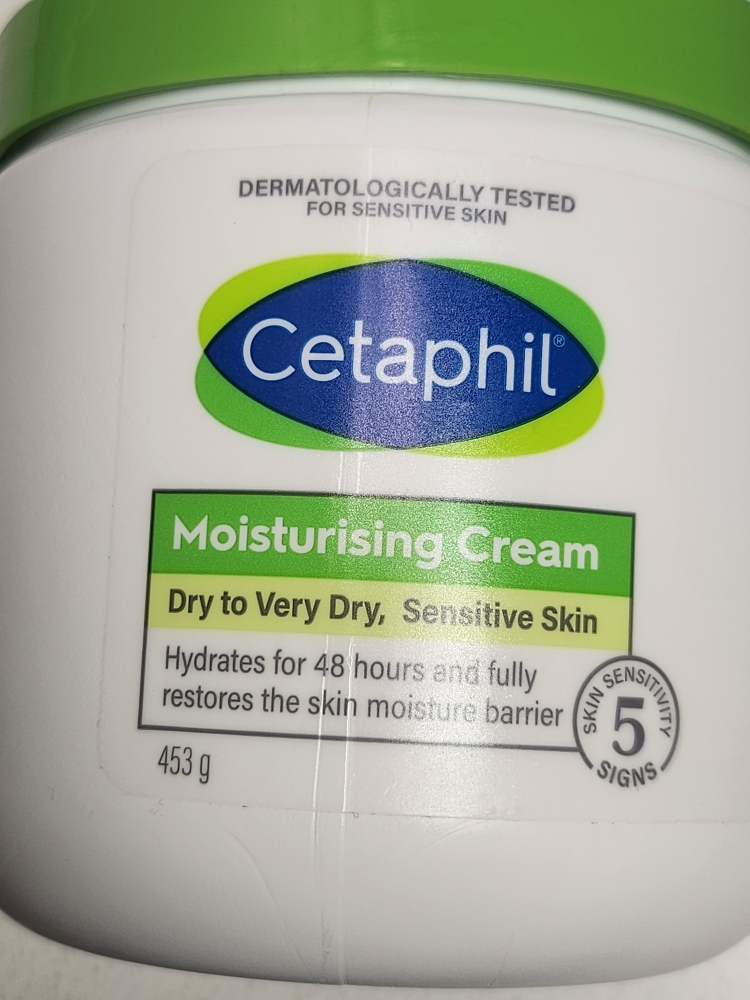 DERMATOLOGICALLY TESTED
FOR SENSITIVE SKIN
Cetaphil®
Moisturising Cream
Dry to Very Dry, Sensitive Skin
Hydrates for 48 hours and fully
restores the skin moisture barrier
SKIN SENSITIVITY
5
SIGNS
453 g